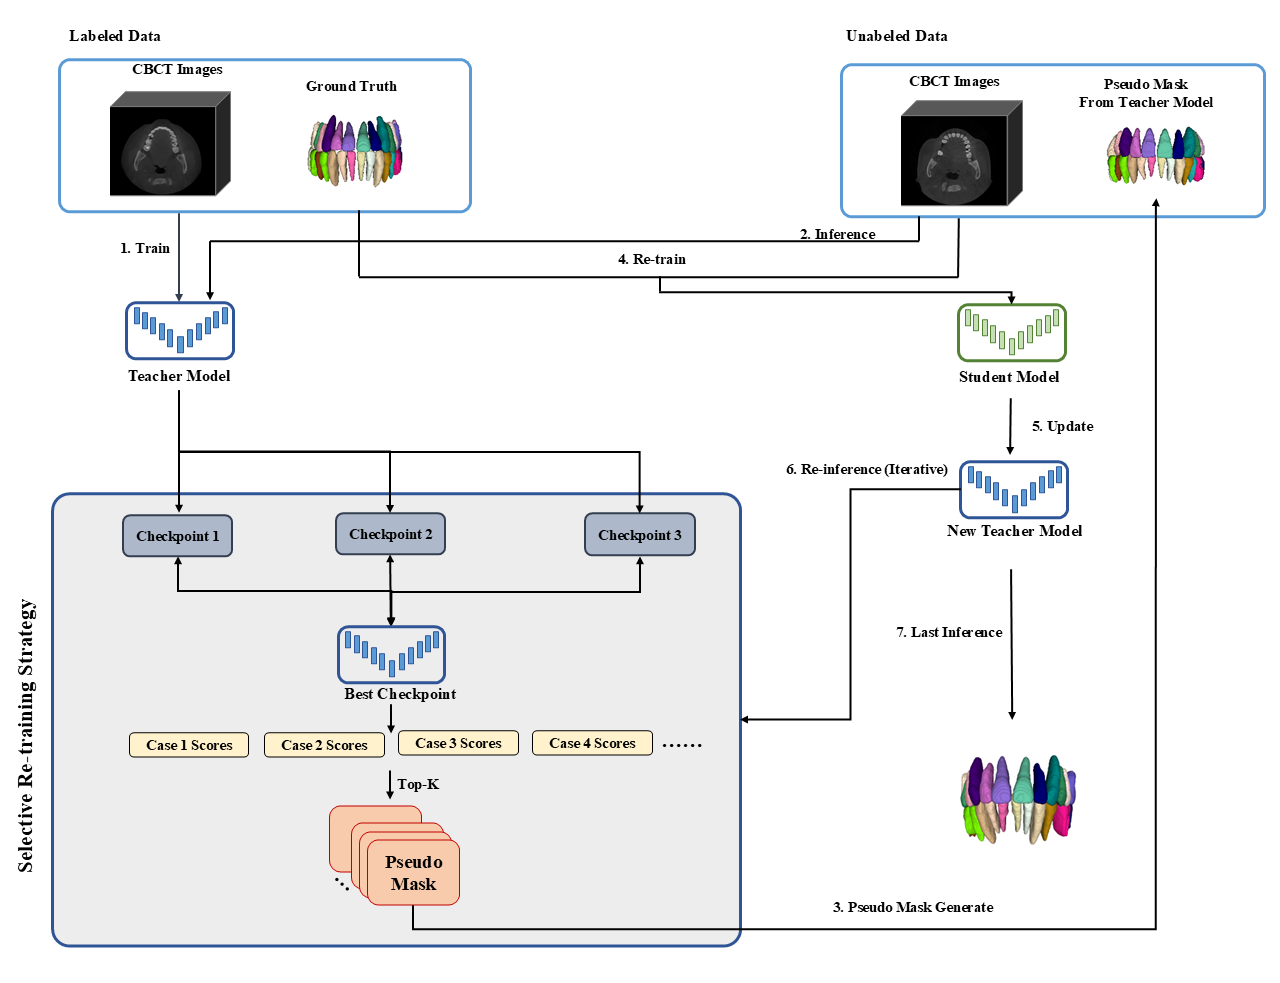 Labeled Data
Unabeled Data
CBCT Images
Ground Truth
CBCT Images
Pseudo Mask
From Teacher Model
1. Train
2. Inference
4. Re-train
Teacher Model
Student Model
5. Update
6. Re-inference (Iterative)
New Teacher Model
Checkpoint 1
Checkpoint 2
Checkpoint 3
7. Last Inference
Selective Re-training Strategy
Best Checkpoint
Case 1 Scores
Case 2 Scores
Case 3 Scores
Case 4 Scores
......
Top-K
Pseudo
Mask
...
3. Pseudo Mask Generate